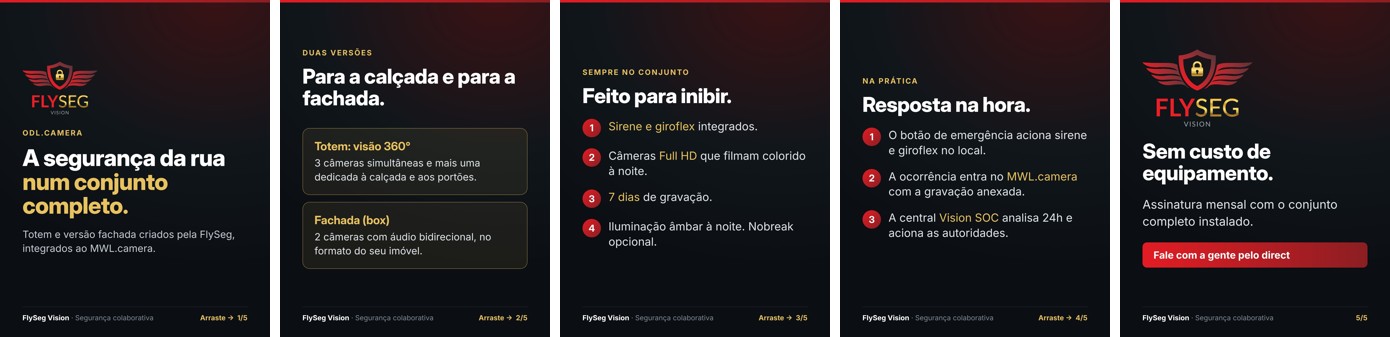 FLYSEG
VISION
ODL.CAMERA
A segurança da rua
num conjunto
completo.
Totem e versão fachada criados pela FlySeg,
integrados ao MWL.camera.
FlySeg Vision · Segurança colaborativa
Arraste → 1/5
DUAS VERSÕES
Para a calçada e para a
fachada.
Totem: visão 360°
3 câmeras simultâneas e mais uma
dedicada à calçada e aos portões.
Fachada (box)
2 câmeras com áudio bidirecional, no
formato do seu imóvel.
FlySeg Vision · Segurança colaborativa
Arraste → 2/5
SEMPRE NO CONJUNTO
Feito para inibir.
1 Sirene e giroflex integrados.
2 Câmeras Full HD que filmam colorido
à noite.
3 7 dias de gravação.
4 Iluminação âmbar à noite. Nobreak
opcional.
FlySeg Vision · Segurança colaborativa
Arraste → 3/5
NA PRÁTICA
Resposta na hora.
1 O botão de emergência aciona sirene
e giroflex no local.
2 A ocorrência entra no MWL.camera
com a gravação anexada.
3 A central Vision SOC analisa 24h e
aciona as autoridades.
FlySeg Vision · Segurança colaborativa
Arraste → 4/5
FLYSEG
VISION
Sem custo de
equipamento.
Assinatura mensal com o conjunto
completo instalado.
Fale com a gente pelo direct
FlySeg Vision · Segurança colaborativa
5/5